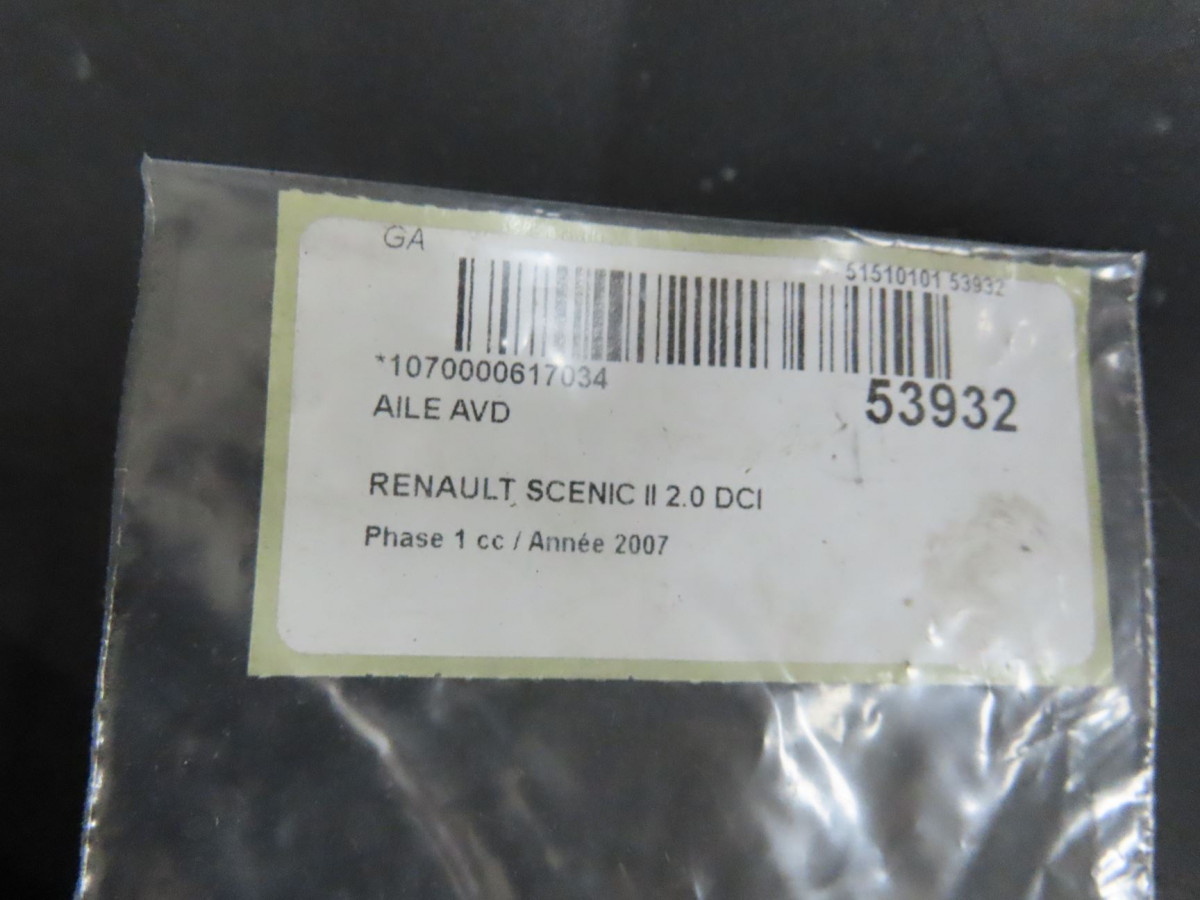 GA
51510101 53932
*1070000617034
53932
AILE AVD
RENAULT SCENIC II 2.0 DCI
Phase 1 cc / Année 2007